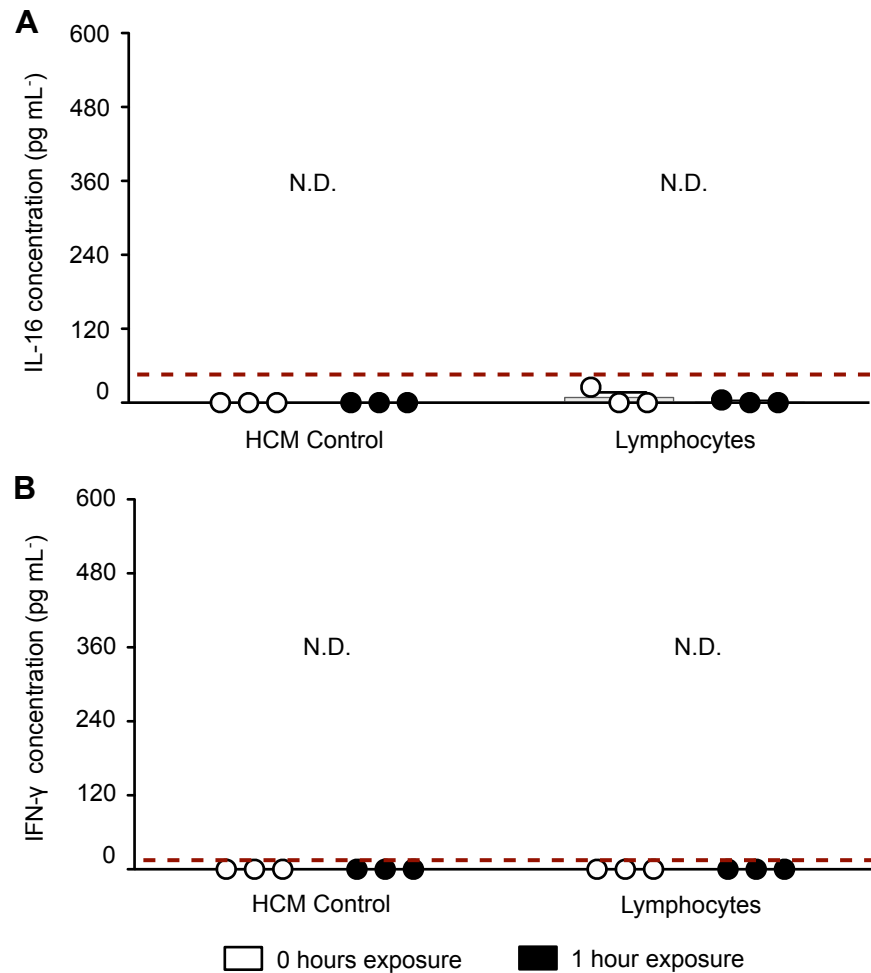 A
IL-16 concentration (pg mL⁻)
600
480
360
240
120
0
N.D.
N.D.
HCM Control
Lymphocytes
B
IFN-γ concentration (pg mL⁻)
600
480
360
240
120
0
N.D.
N.D.
HCM Control
Lymphocytes
0 hours exposure
1 hour exposure